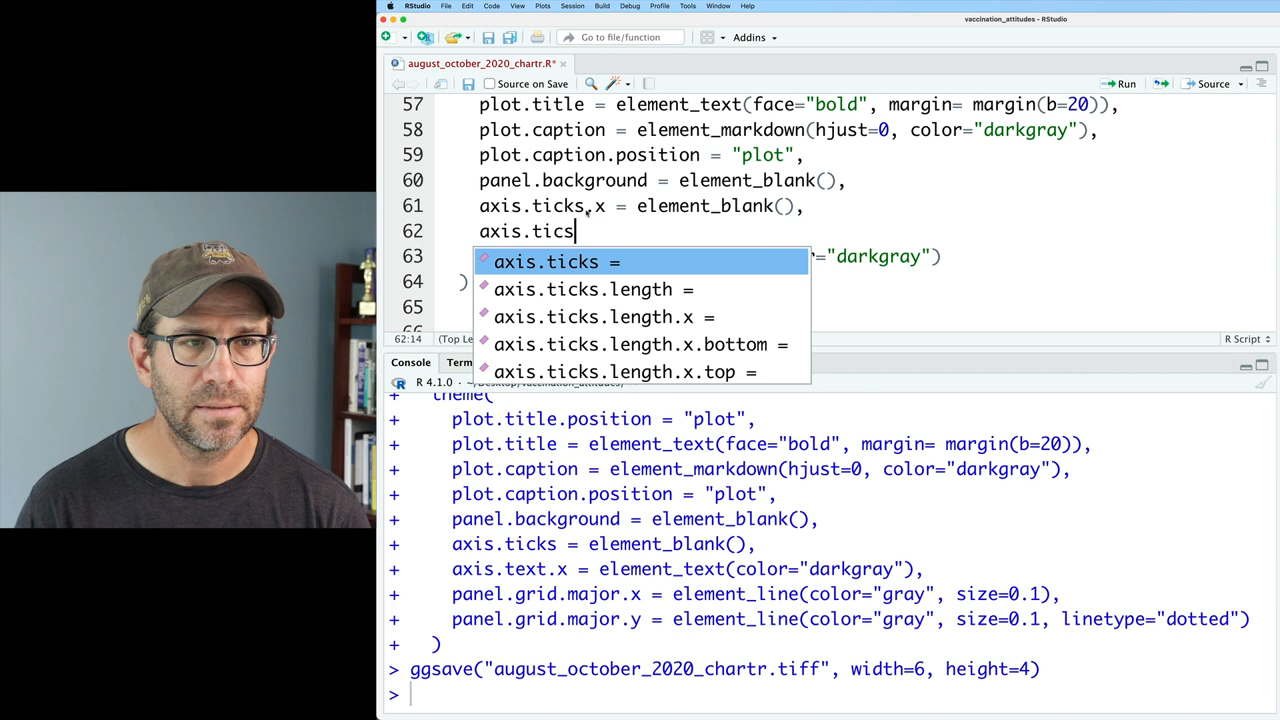 RStudio File Edit Code View Plots Session Build Debug Profile Tools Window Help
vaccination_attitudes - RStudio
Go to file/function Addins
august_october_2020_chartr.R*
Source on Save Run Source
57 plot.title = element_text(face="bold", margin= margin(b=20)),
58 plot.caption = element_markdown(hjust=0, color="darkgray"),
59 plot.caption.position = "plot",
60 panel.background = element_blank(),
61 axis.ticks.x = element_blank(),
62 axis.tics
63 ="darkgray")
64 )
65
axis.ticks =
axis.ticks.length =
axis.ticks.length.x =
axis.ticks.length.x.bottom =
axis.ticks.length.x.top =
62:14 (Top Le R Script
Console Term
R 4.1.0 · ~/Desktop/vaccination_attitudes/
+ theme(
+ plot.title.position = "plot",
+ plot.title = element_text(face="bold", margin= margin(b=20)),
+ plot.caption = element_markdown(hjust=0, color="darkgray"),
+ plot.caption.position = "plot",
+ panel.background = element_blank(),
+ axis.ticks = element_blank(),
+ axis.text.x = element_text(color="darkgray"),
+ panel.grid.major.x = element_line(color="gray", size=0.1),
+ panel.grid.major.y = element_line(color="gray", size=0.1, linetype="dotted")
+ )
> ggsave("august_october_2020_chartr.tiff", width=6, height=4)
>